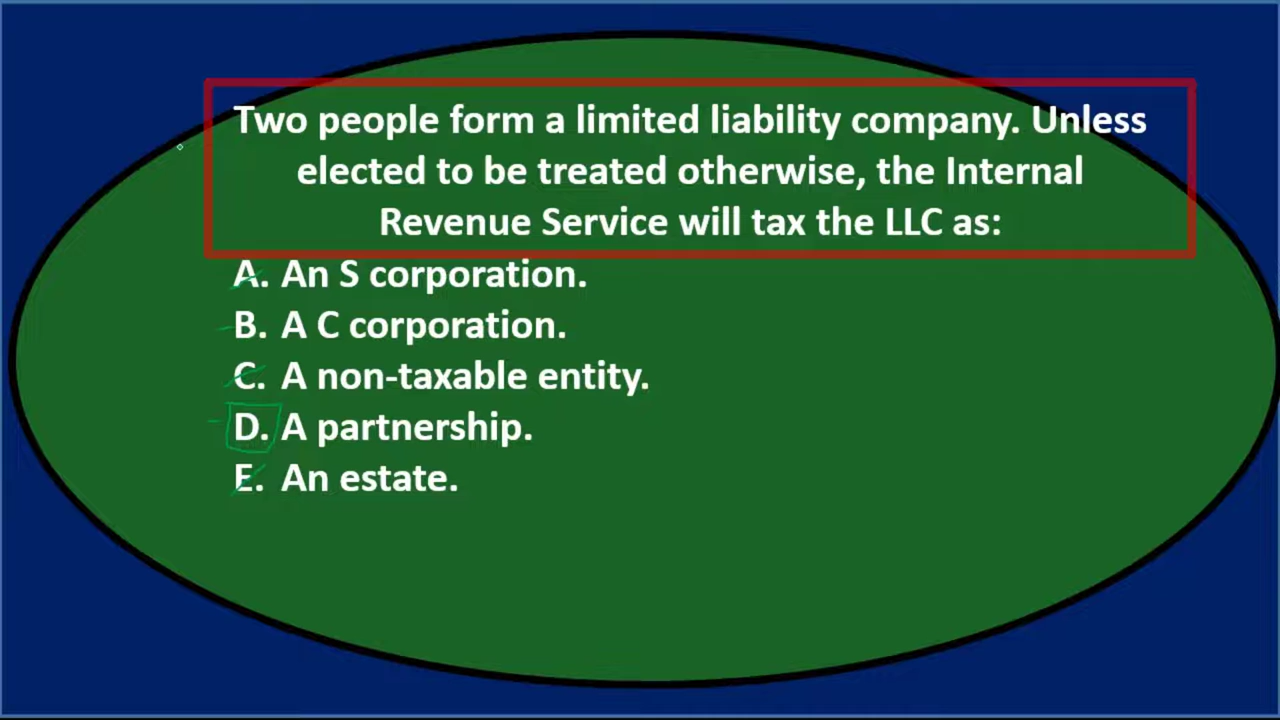 Two people form a limited liability company. Unless
elected to be treated otherwise, the Internal
Revenue Service will tax the LLC as:
A. An S corporation.
B. A C corporation.
C. A non-taxable entity.
D. A partnership.
E. An estate.